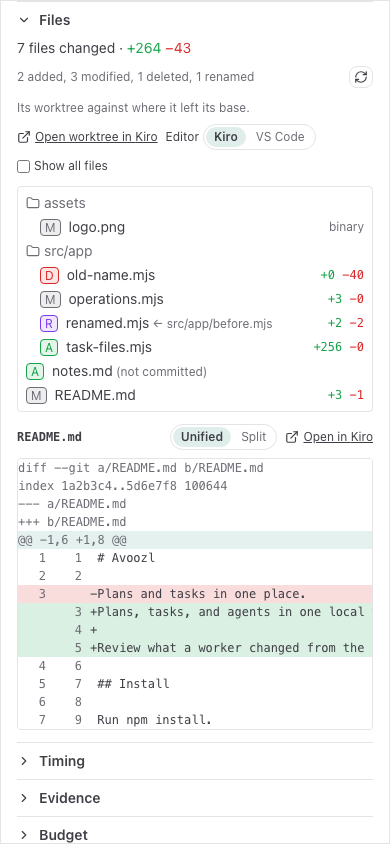 Files
7 files changed · +264 −43
2 added, 3 modified, 1 deleted, 1 renamed
Its worktree against where it left its base.
Open worktree in Kiro Editor Kiro VS Code
Show all files
assets
M logo.png binary
src/app
D old-name.mjs +0 −40
M operations.mjs +3 −0
R renamed.mjs ← src/app/before.mjs +2 −2
A task-files.mjs +256 −0
A notes.md (not committed)
M README.md +3 −1
README.md Unified Split Open in Kiro
diff --git a/README.md b/README.md
index 1a2b3c4..5d6e7f8 100644
--- a/README.md
+++ b/README.md
@@ -1,6 +1,8 @@
1 1 # Avoozl
2 2
3 -Plans and tasks in one place.
3 +Plans, tasks, and agents in one local
4 +
5 +Review what a worker changed from the
4 6
5 7 ## Install
6 8
7 9 Run npm install.
Timing
Evidence
Budget